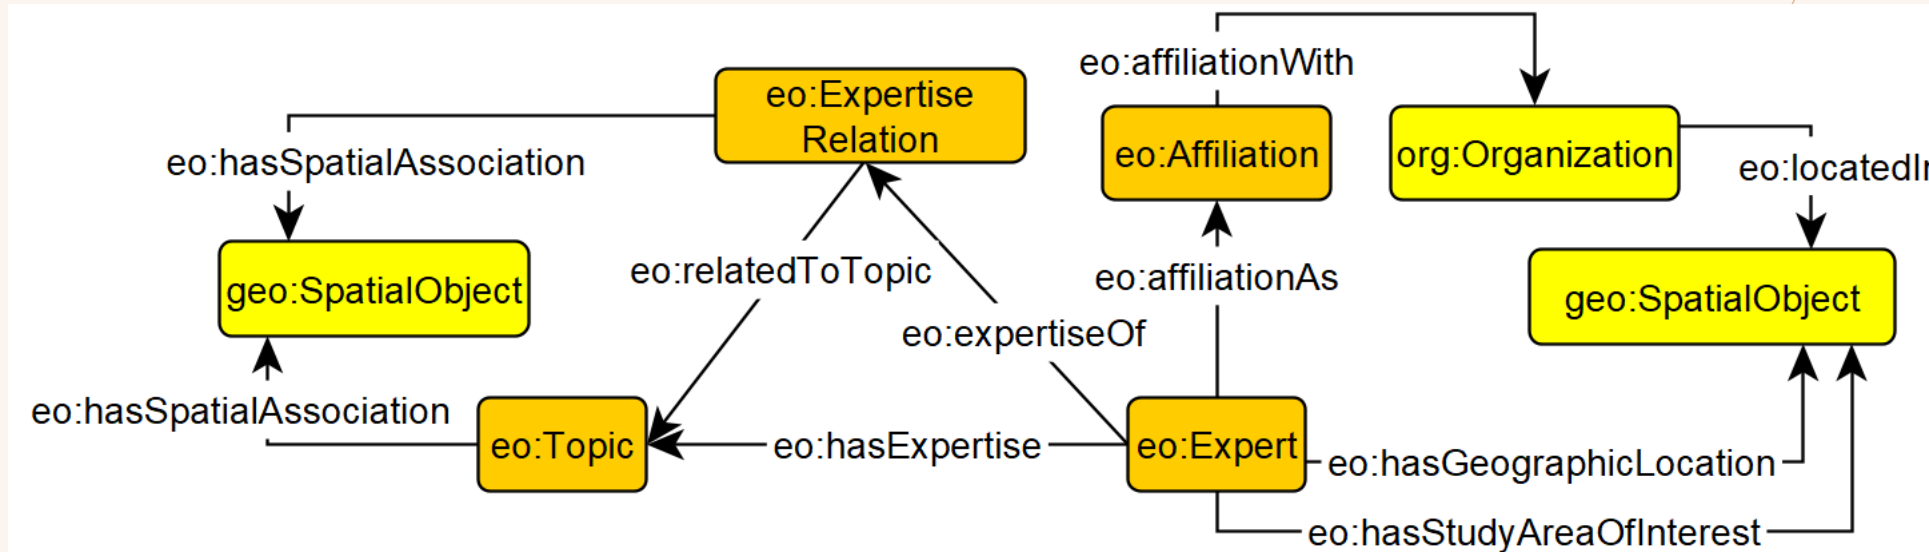 eo:affiliationWith
eo:Expertise
Relation
eo:hasSpatialAssociation
eo:Affiliation
org:Organization
eo:locatedIn
geo:SpatialObject
eo:relatedToTopic
eo:affiliationAs
geo:SpatialObject
eo:expertiseOf
eo:hasSpatialAssociation
eo:Topic
eo:hasExpertise
eo:Expert
eo:hasGeographicLocation
eo:hasStudyAreaOfInterest